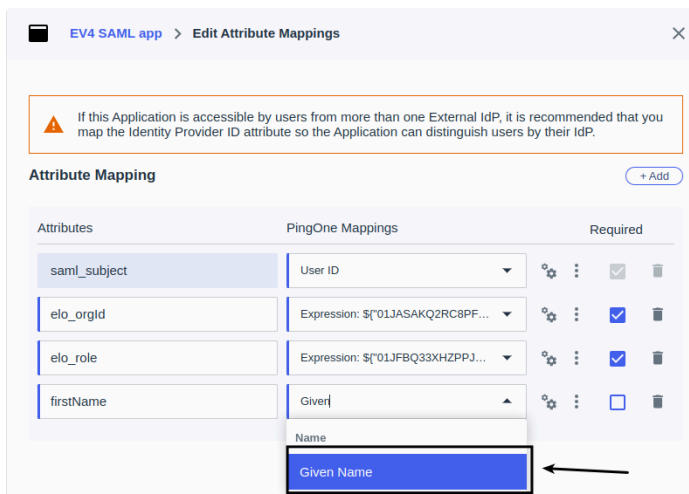 EV4 SAML app > Edit Attribute Mappings
If this Application is accessible by users from more than one External IdP, it is recommended that you
map the Identity Provider ID attribute so the Application can distinguish users by their IdP.
Attribute Mapping
+ Add
Attributes PingOne Mappings Required
saml_subject User ID
elo_orgId Expression: ${"01JASAKQ2RC8PF...
elo_role Expression: ${"01JFBQ33XHZPPJ...
firstName Given
Name
Given Name